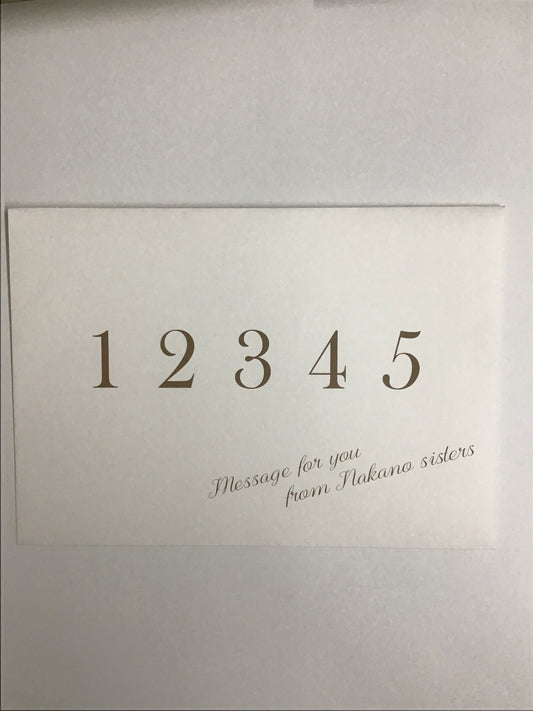 1 2 3 4 5
Message for you
from Nakano sisters